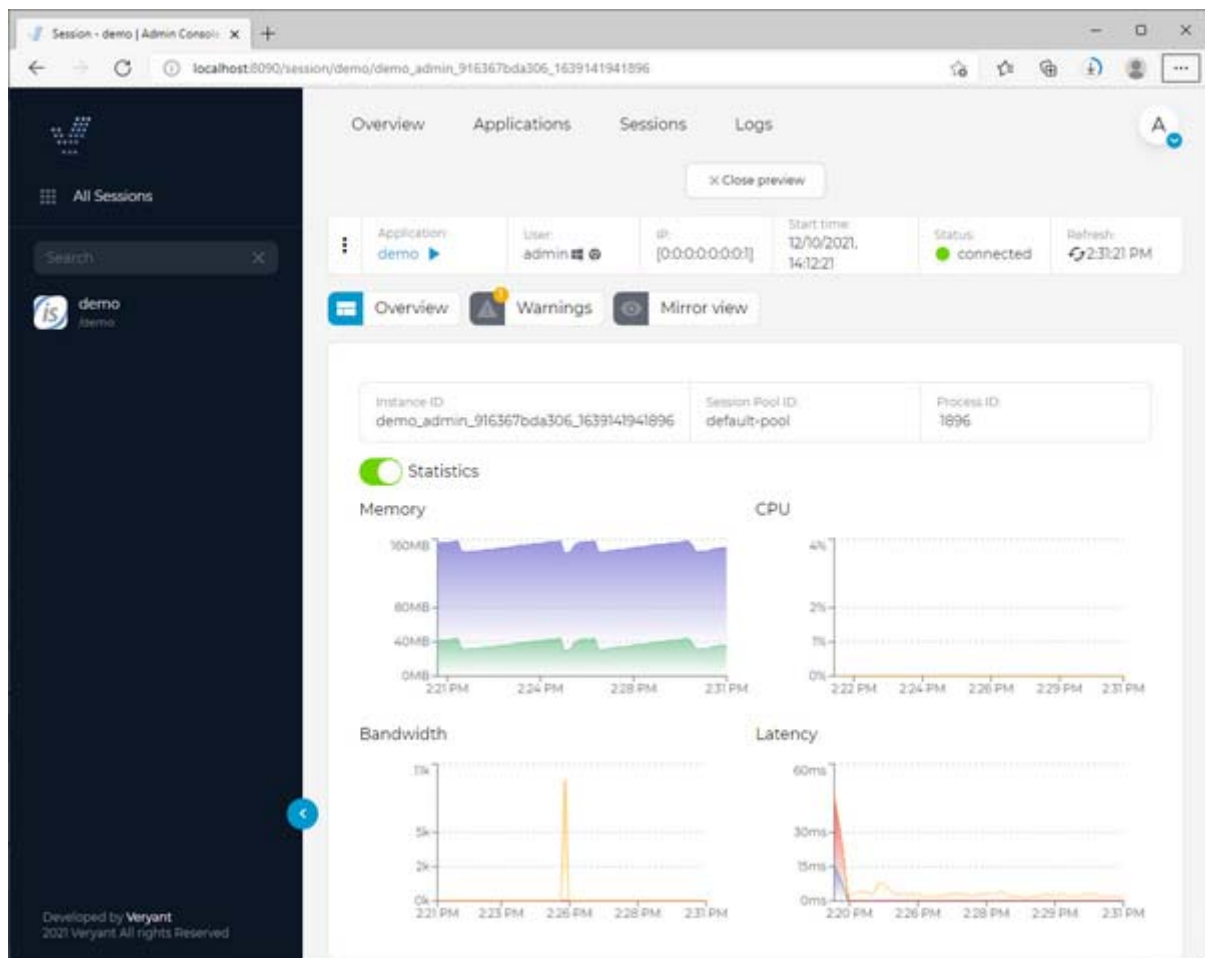 Session - demo | Admin Consol
localhost:8090/session/demo/demo_admin_916367bda306_1639141941896
Overview Applications Sessions Logs
A
× Close preview
All Sessions
Search
demo
/demo
Application: User: IP: Start time: Status: Refresh:
demo admin [0:0:0:0:0:0:0:1] 12/10/2021, 14:12:21 connected 2:31:21 PM
Overview Warnings Mirror view
Instance ID: Session Pool ID: Process ID:
demo_admin_916367bda306_1639141941896 default-pool 1896
Statistics
Memory CPU
160MB 4%
80MB 2%
40MB 1%
0MB 0%
2:21 PM 2:24 PM 2:28 PM 2:31 PM 2:22 PM 2:24 PM 2:26 PM 2:29 PM 2:31 PM
Bandwidth Latency
11k 60ms
5k 30ms
2k 15ms
0k 0ms
2:21 PM 2:23 PM 2:26 PM 2:28 PM 2:31 PM 2:20 PM 2:26 PM 2:28 PM 2:29 PM 2:31 PM
Developed by Veryant
2021 Veryant All rights Reserved